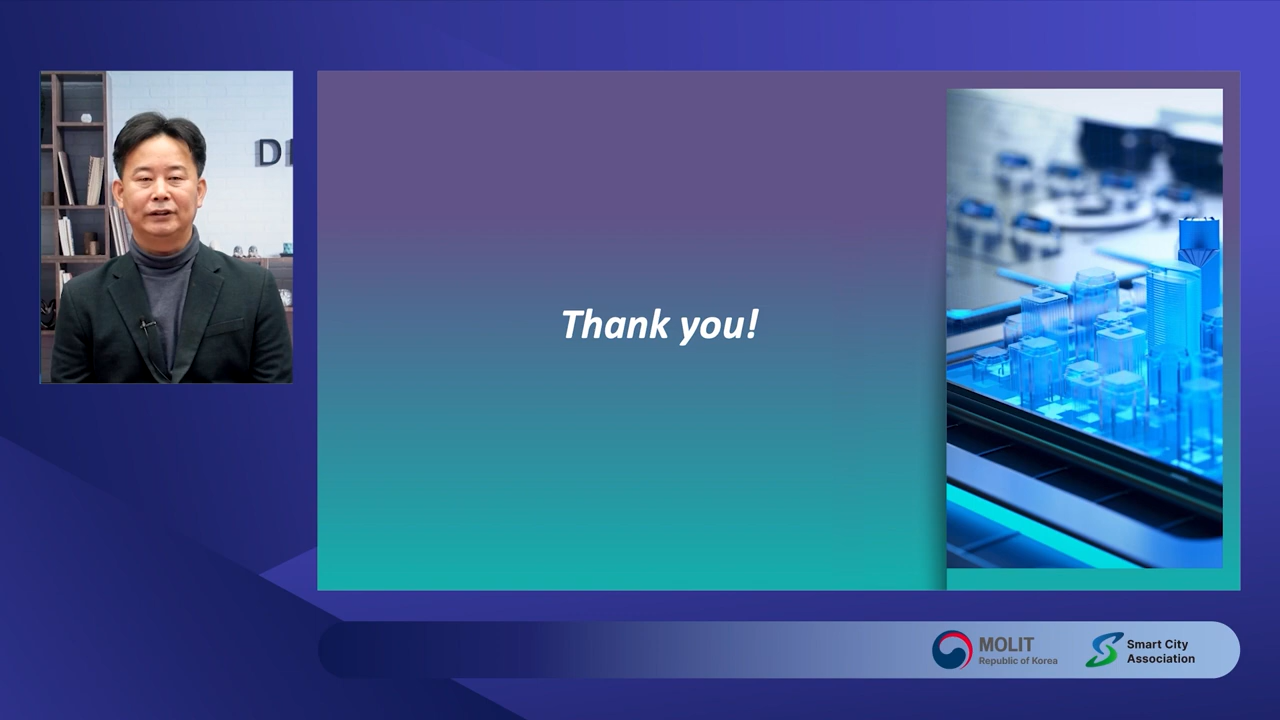 Thank you!
MOLIT
Republic of Korea
Smart City
Association